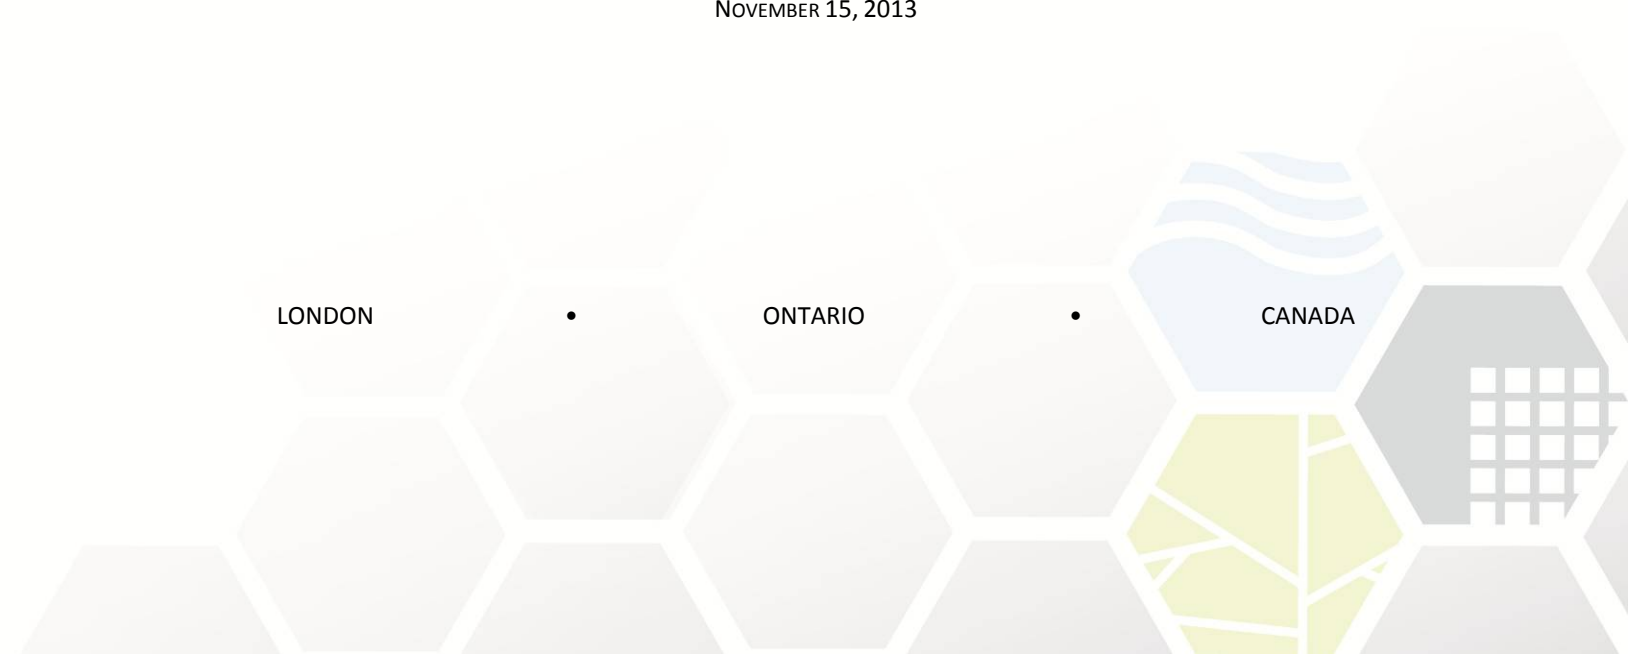 NOVEMBER 15, 2013
LONDON • ONTARIO • CANADA